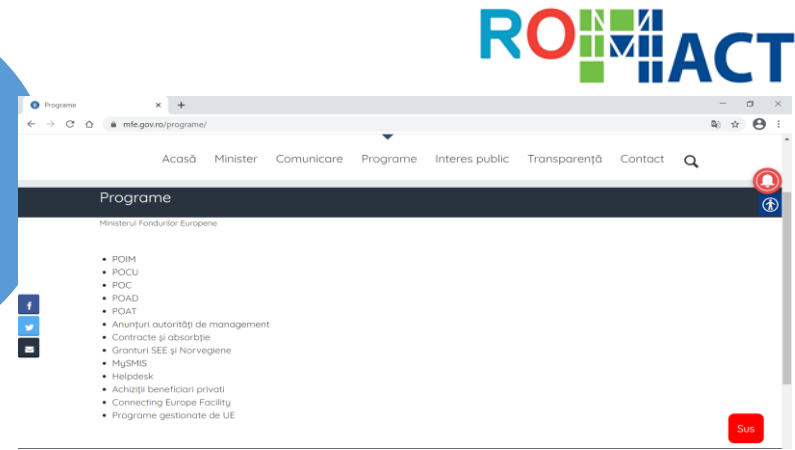 ROMACT
Programe
mfe.gov.ro/programe/
Acasă Minister Comunicare Programe Interes public Transparență Contact
Programe
Ministerul Fondurilor Europene
• POIM
• POCU
• POC
• POAD
• POAT
• Anunțuri autorități de management
• Contracte și absorbție
• Granturi SEE și Norvegiene
• MySMIS
• Helpdesk
• Achiziții beneficiari privati
• Connecting Europe Facility
• Programe gestionate de UE
Sus